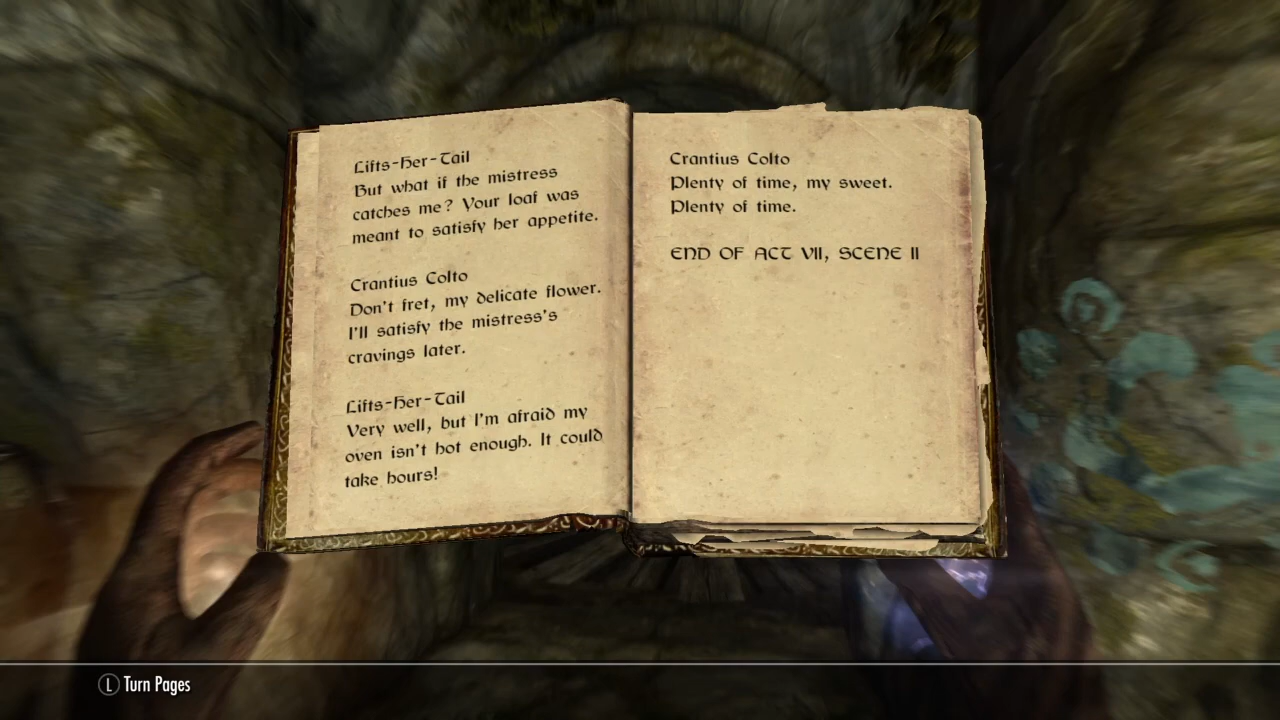 Lifts-Her-Tail
But what if the mistress
catches me? Your loaf was
meant to satisfy her appetite.
Crantius Colto
Don't fret, my delicate flower.
I'll satisfy the mistress's
cravings later.
Lifts-Her-Tail
Very well, but I'm afraid my
oven isn't hot enough. It could
take hours!
Crantius Colto
Plenty of time, my sweet.
Plenty of time.
END OF ACT VII, SCENE II
L Turn Pages